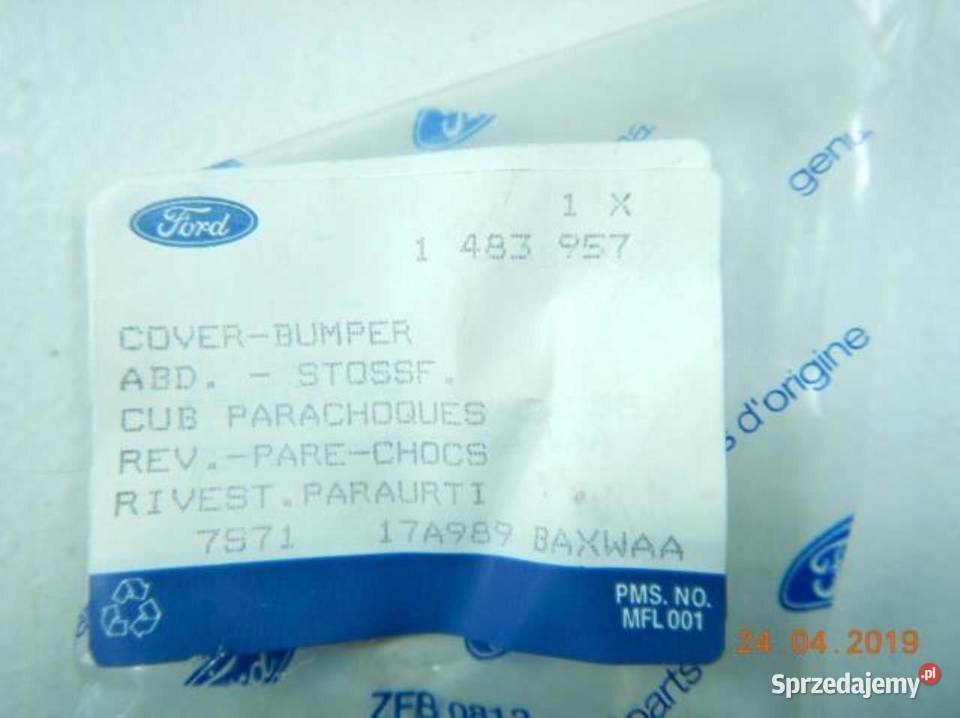 Ford
1 X
1 483 957
COVER-BUMPER
ABD. - STOSSF.
CUB PARACHOQUES
REV.-PARE-CHOCS
RIVEST.PARAURTI
7S71 17A989 BAXWAA
PMS. NO.
MFL 001
d'origine
parts
24.04.2019
Sprzedajemy.pl